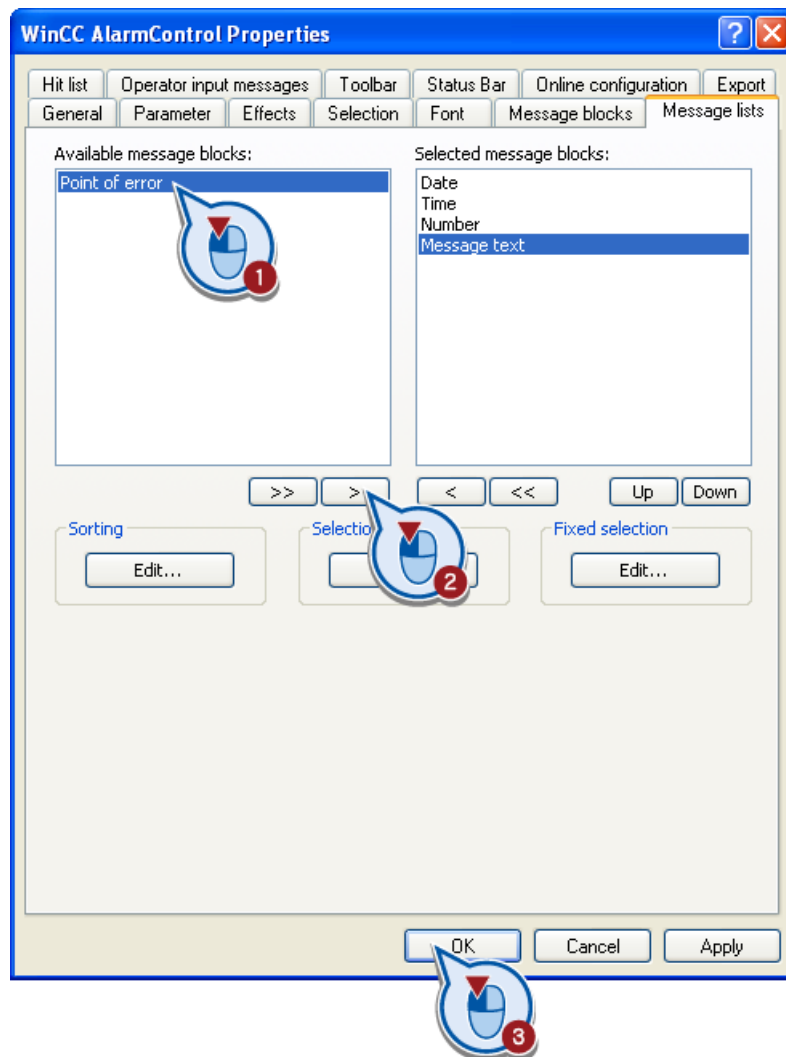 WinCC AlarmControl Properties
Hit list Operator input messages Toolbar Status Bar Online configuration Export
General Parameter Effects Selection Font Message blocks Message lists
Available message blocks: Selected message blocks:
Point of error Date
Time
Number
Message text
1
>> > < << Up Down
Sorting Selectio Fixed selection
Edit... Edit...
2
OK Cancel Apply
3